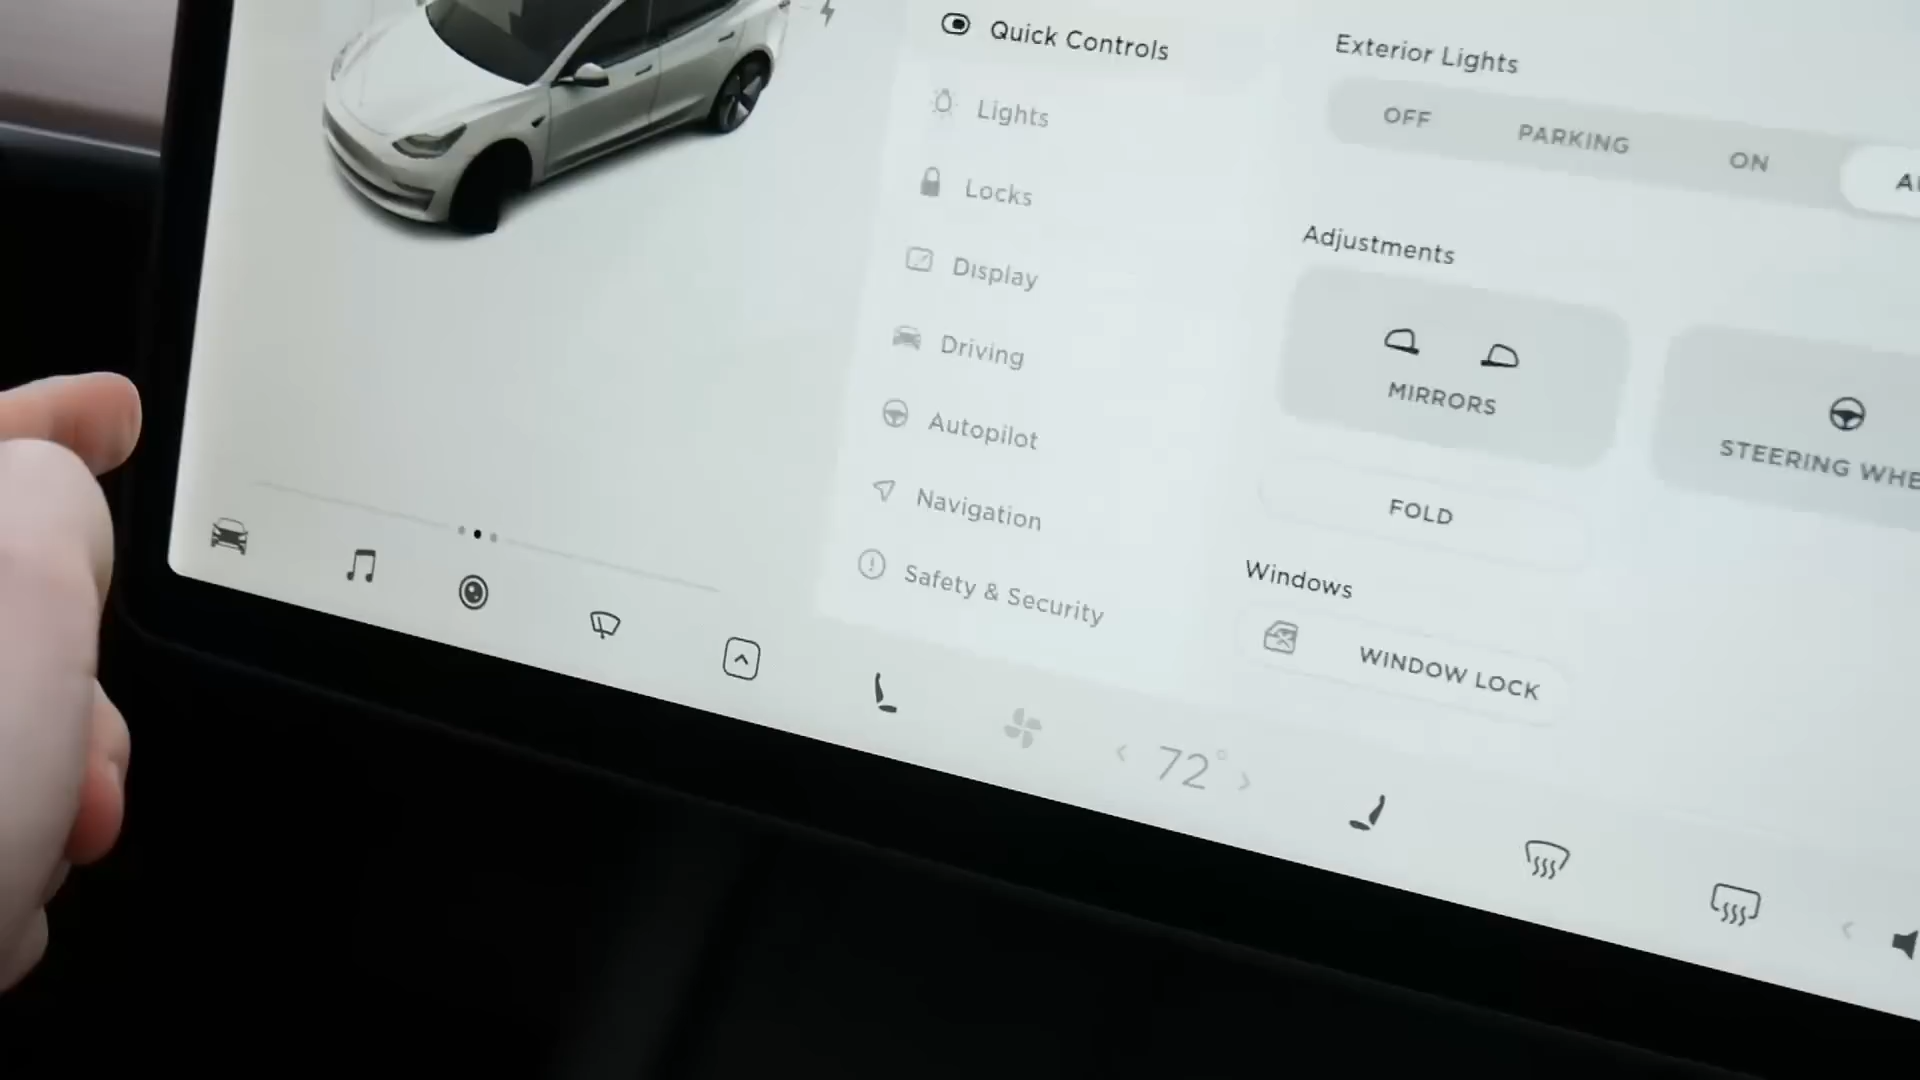 Quick Controls
Lights
Locks
Display
Driving
Autopilot
Navigation
Safety & Security
Exterior Lights
OFF PARKING ON
Adjustments
MIRRORS
STEERING
FOLD
Windows
WINDOW LOCK
72°